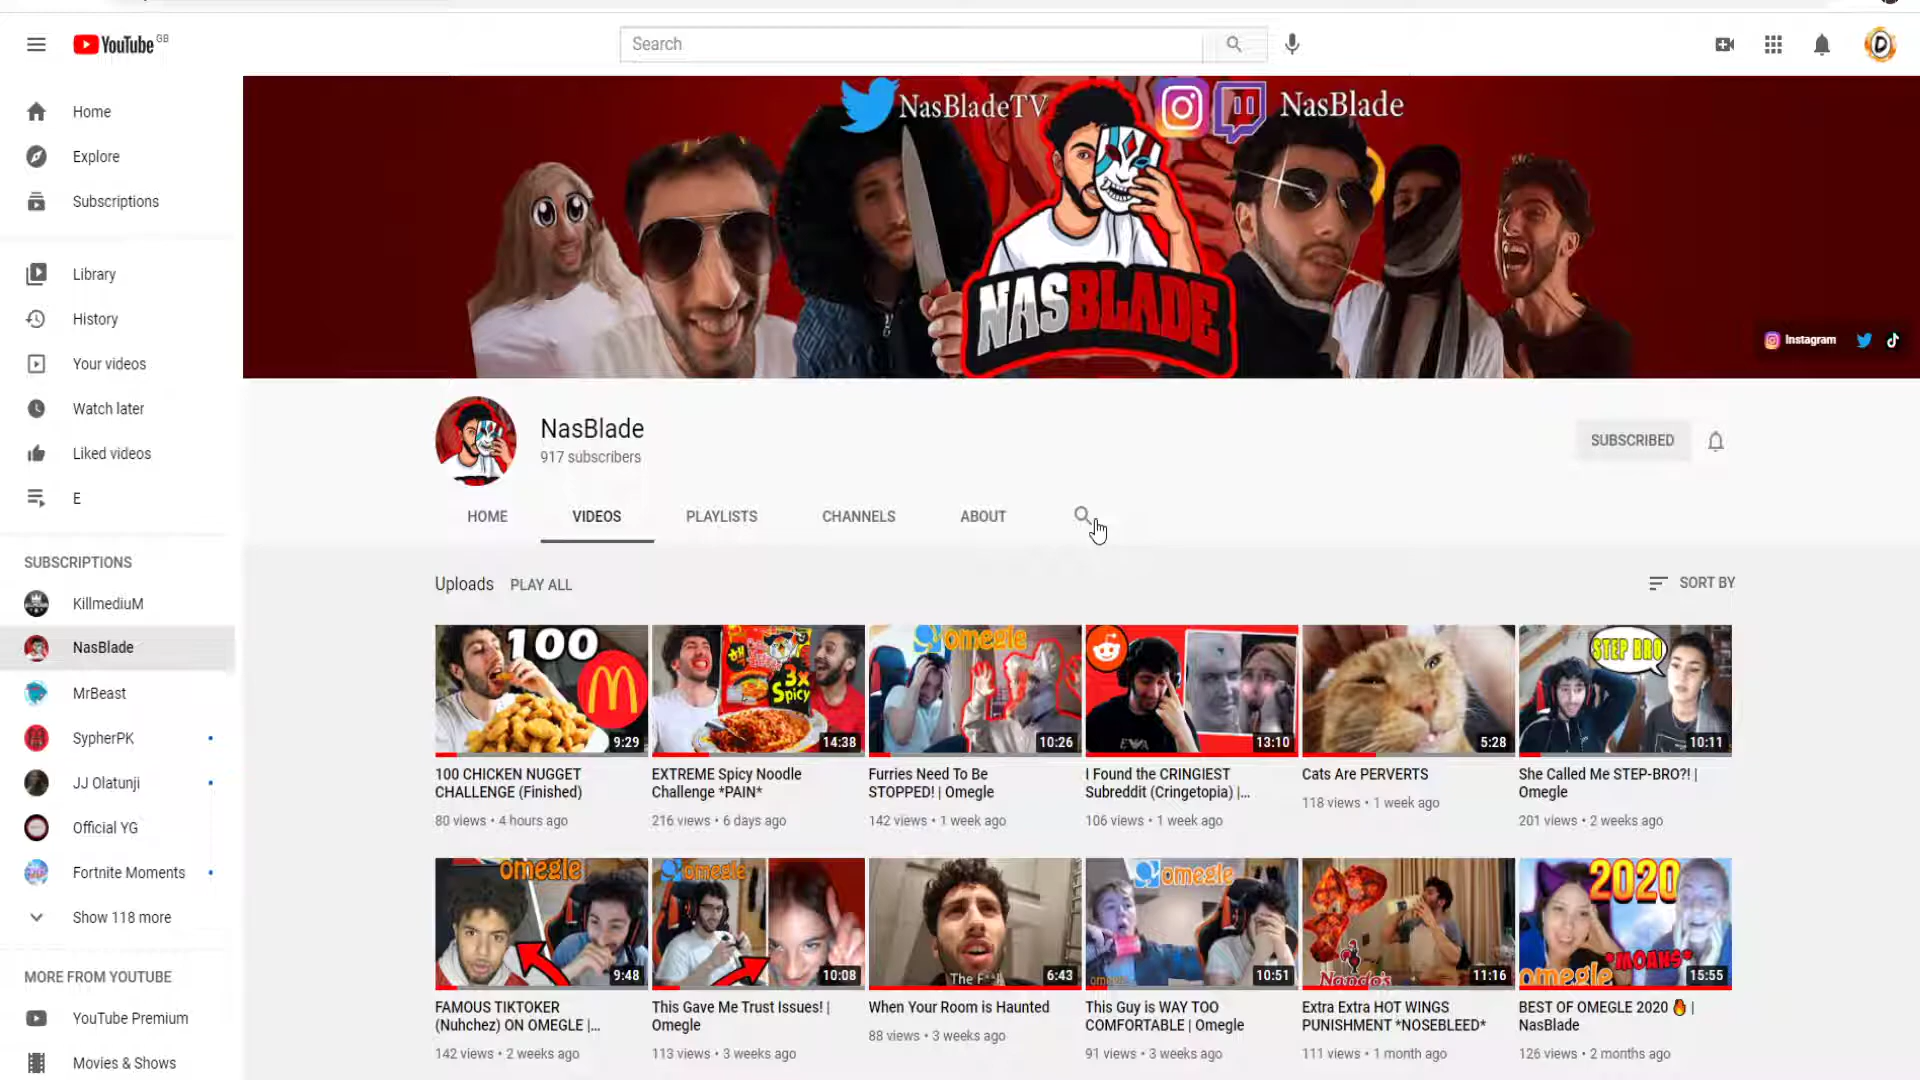 YouTube GB
Search
NasBladeTV
NasBlade
NASBLADE
Instagram
Home
Explore
Subscriptions
Library
History
Your videos
Watch later
Liked videos
E
SUBSCRIPTIONS
KillmediuM
NasBlade
MrBeast
SypherPK
JJ Olatunji
Official YG
Fortnite Moments
Show 118 more
MORE FROM YOUTUBE
YouTube Premium
Movies & Shows
NasBlade
917 subscribers
SUBSCRIBED
HOME
VIDEOS
PLAYLISTS
CHANNELS
ABOUT
Uploads
PLAY ALL
SORT BY
100
9:29
100 CHICKEN NUGGET
CHALLENGE (Finished)
80 views • 4 hours ago
3x
Spicy
14:38
EXTREME Spicy Noodle
Challenge *PAIN*
216 views • 6 days ago
omegle
10:26
Furries Need To Be
STOPPED! | Omegle
142 views • 1 week ago
13:10
I Found the CRINGIEST
Subreddit (Cringetopia) |...
106 views • 1 week ago
5:28
Cats Are PERVERTS
118 views • 1 week ago
STEP BRO
10:11
She Called Me STEP-BRO?! |
Omegle
201 views • 2 weeks ago
omegle
9:48
FAMOUS TIKTOKER
(Nuhchez) ON OMEGLE |...
142 views • 2 weeks ago
omegle
10:08
This Gave Me Trust Issues! |
Omegle
113 views • 3 weeks ago
The F**k
6:43
When Your Room is Haunted
88 views • 3 weeks ago
omegle
10:51
This Guy is WAY TOO
COMFORTABLE | Omegle
91 views • 3 weeks ago
Nando's
11:16
Extra Extra HOT WINGS
PUNISHMENT *NOSEBLEED*
111 views • 1 month ago
2020
*MOANS*
omegle
15:55
BEST OF OMEGLE 2020 🔥 |
NasBlade
126 views • 2 months ago